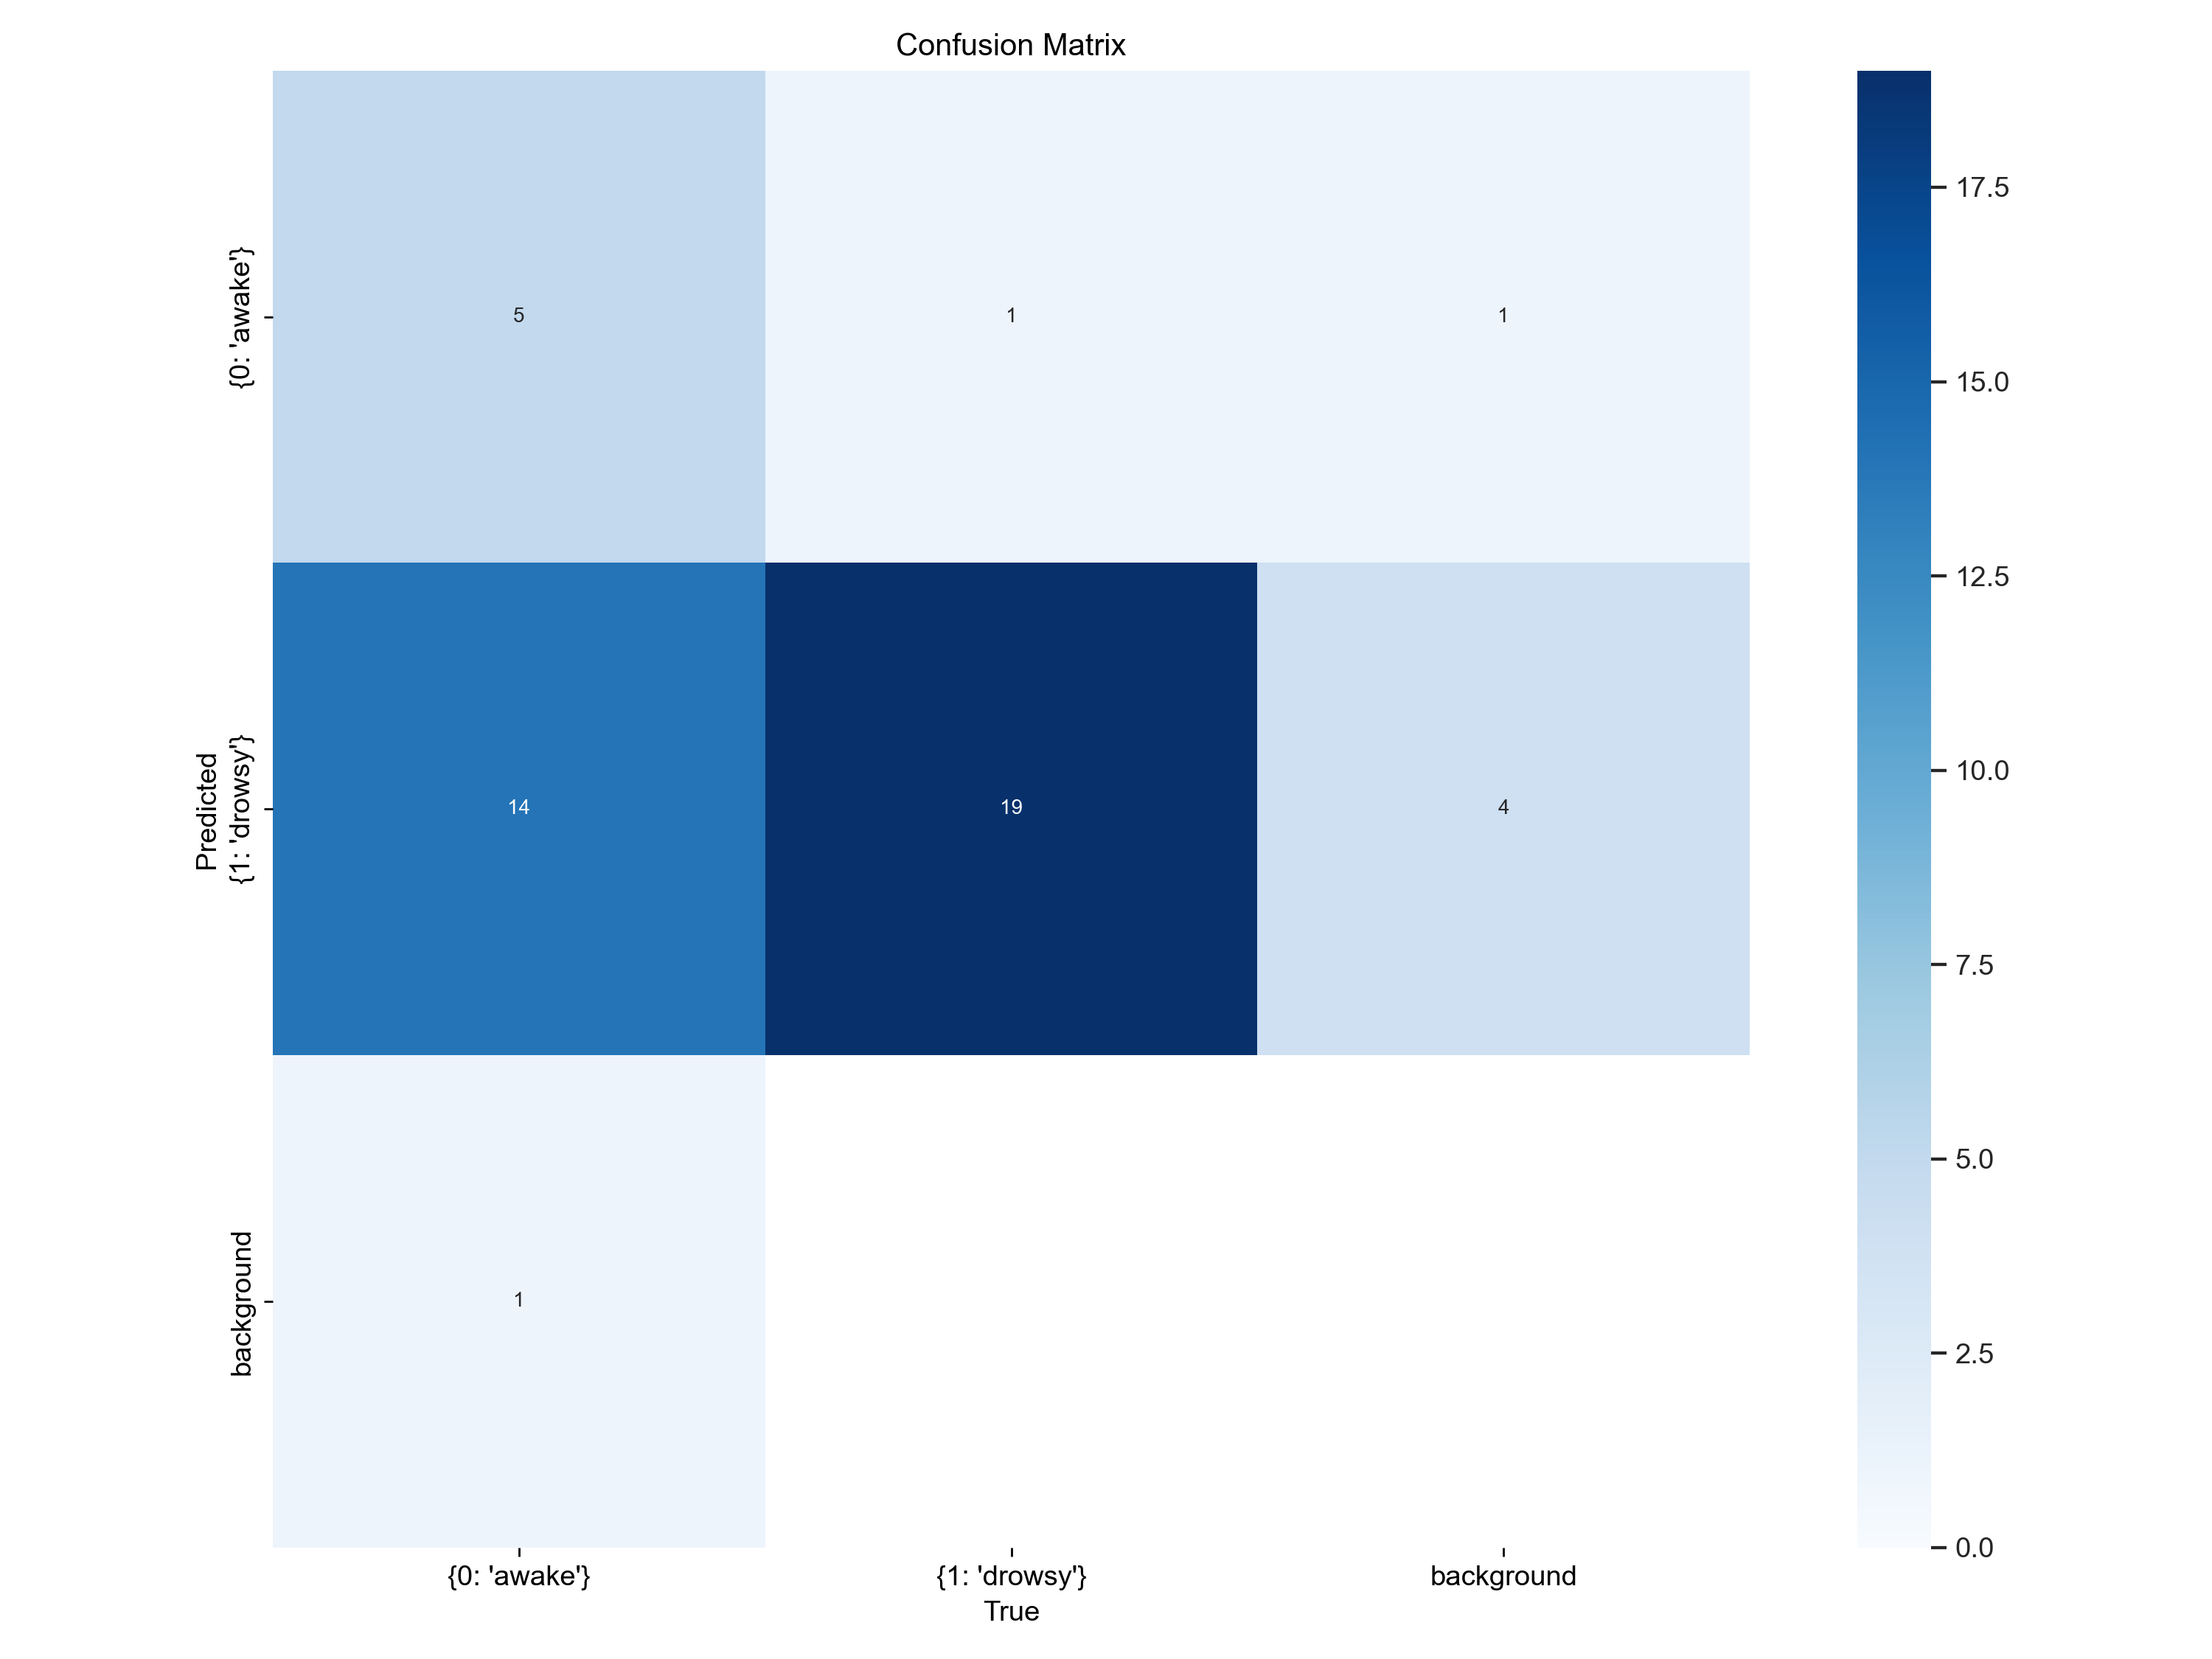 Confusion Matrix
{0: 'awake'}
5
1
1
Predicted
{1: 'drowsy'}
14
19
4
background
1
{0: 'awake'}
{1: 'drowsy'}
background
True
17.5
15.0
12.5
10.0
7.5
5.0
2.5
0.0